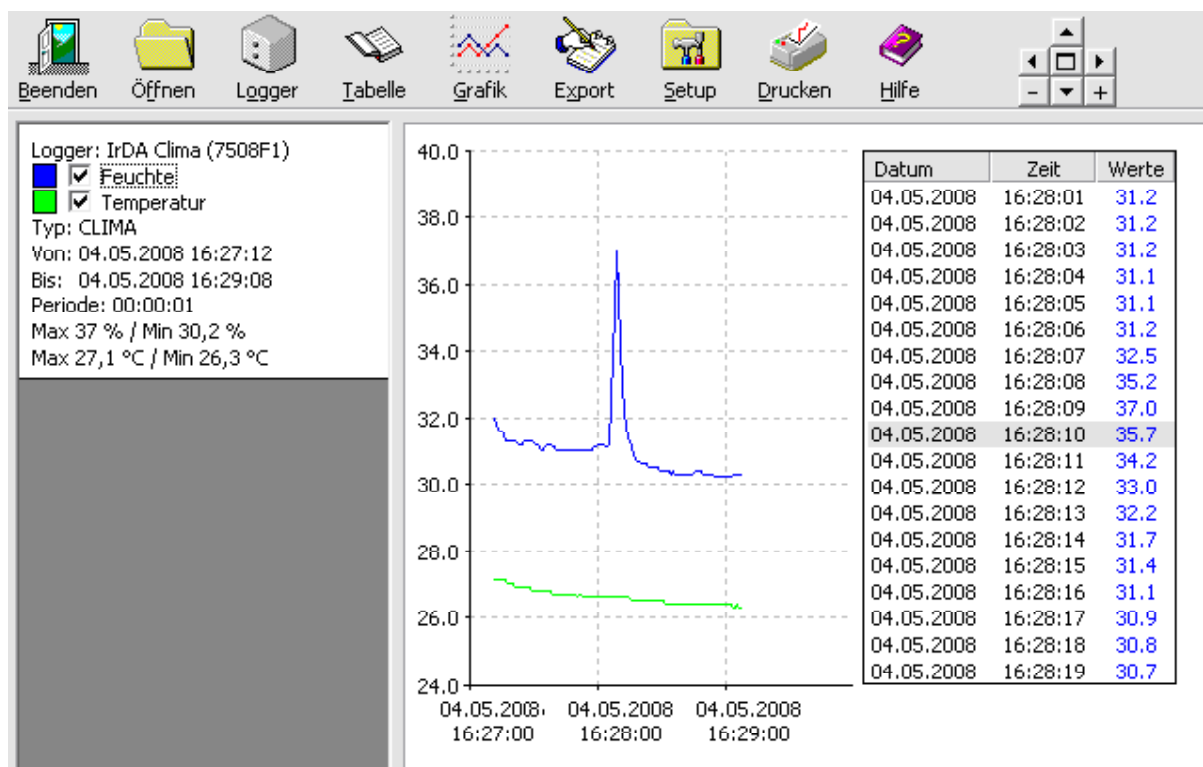 Beenden Öffnen Logger Tabelle Grafik Export Setup Drucken Hilfe
- +
Logger: IrDA Clima (7508F1)
Feuchte
Temperatur
Typ: CLIMA
Von: 04.05.2008 16:27:12
Bis: 04.05.2008 16:29:08
Periode: 00:00:01
Max 37 % / Min 30,2 %
Max 27,1 °C / Min 26,3 °C
40.0
38.0
36.0
34.0
32.0
30.0
28.0
26.0
24.0
04.05.2008 04.05.2008 04.05.2008
16:27:00 16:28:00 16:29:00
Datum Zeit Werte
04.05.2008 16:28:01 31.2
04.05.2008 16:28:02 31.2
04.05.2008 16:28:03 31.2
04.05.2008 16:28:04 31.1
04.05.2008 16:28:05 31.1
04.05.2008 16:28:06 31.2
04.05.2008 16:28:07 32.5
04.05.2008 16:28:08 35.2
04.05.2008 16:28:09 37.0
04.05.2008 16:28:10 35.7
04.05.2008 16:28:11 34.2
04.05.2008 16:28:12 33.0
04.05.2008 16:28:13 32.2
04.05.2008 16:28:14 31.7
04.05.2008 16:28:15 31.4
04.05.2008 16:28:16 31.1
04.05.2008 16:28:17 30.9
04.05.2008 16:28:18 30.8
04.05.2008 16:28:19 30.7